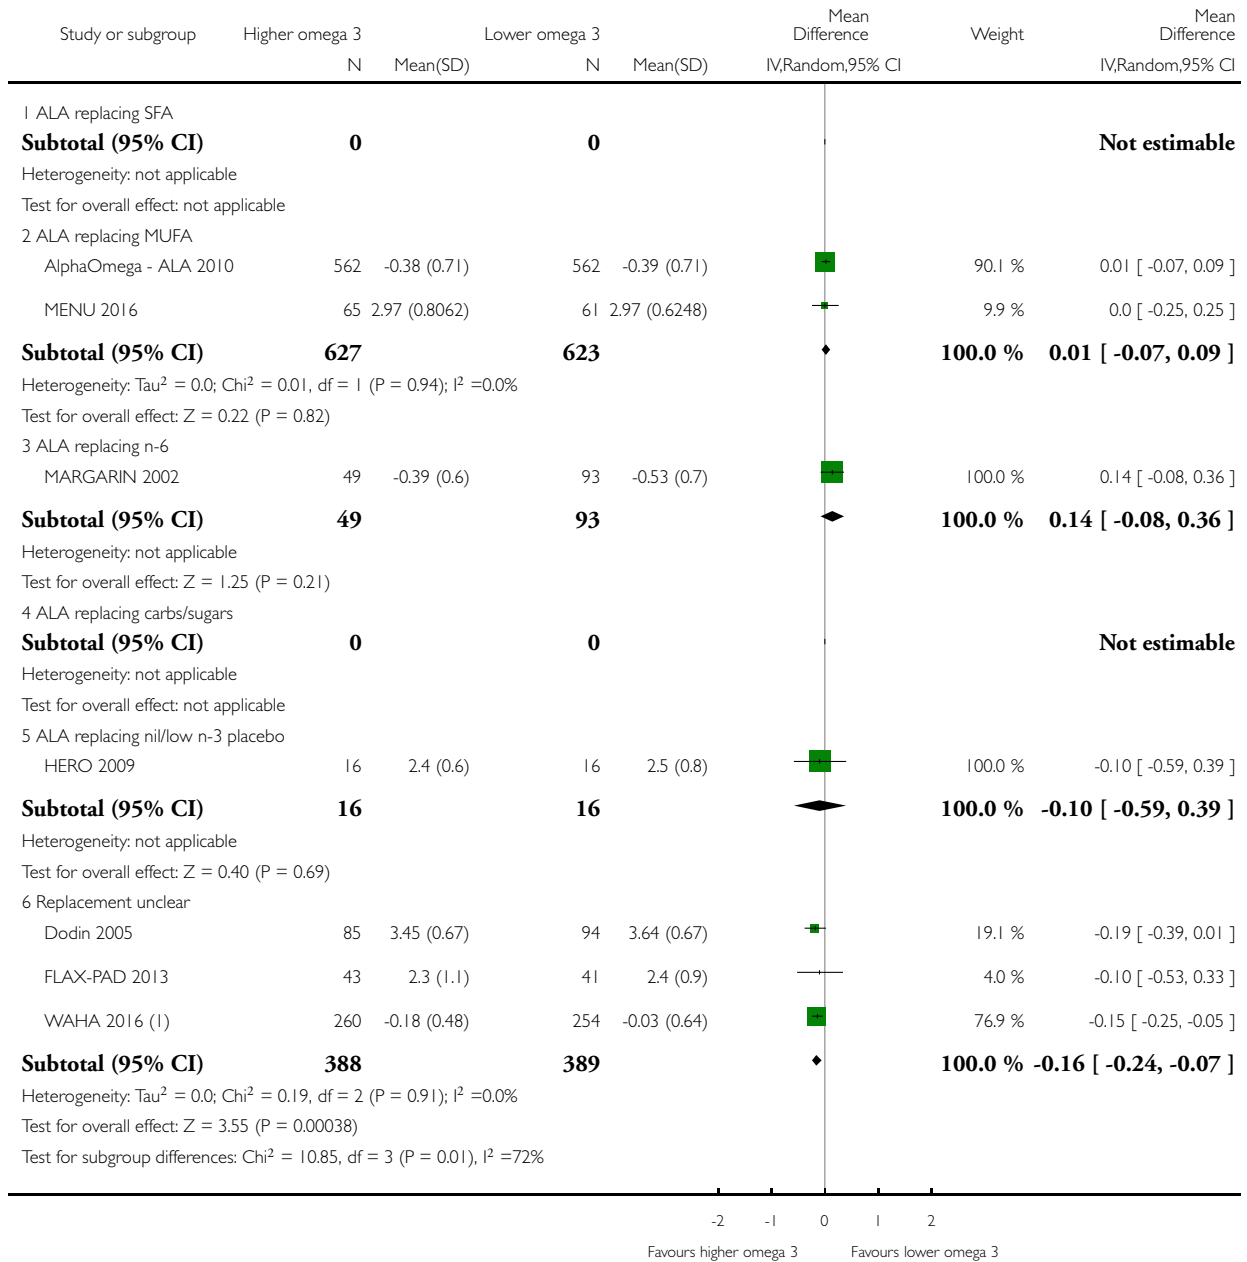 Study or subgroup Higher omega 3 Lower omega 3 Mean Difference Weight Mean Difference
N Mean(SD) N Mean(SD) IV,Random,95% CI IV,Random,95% CI
1 ALA replacing SFA
Subtotal (95% CI) 0 0 Not estimable
Heterogeneity: not applicable
Test for overall effect: not applicable
2 ALA replacing MUFA
AlphaOmega - ALA 2010 562 -0.38 (0.71) 562 -0.39 (0.71) 90.1 % 0.01 [ -0.07, 0.09 ]
MENU 2016 65 2.97 (0.8062) 61 2.97 (0.6248) 9.9 % 0.0 [ -0.25, 0.25 ]
Subtotal (95% CI) 627 623 100.0 % 0.01 [ -0.07, 0.09 ]
Heterogeneity: Tau² = 0.0; Chi² = 0.01, df = 1 (P = 0.94); I² =0.0%
Test for overall effect: Z = 0.22 (P = 0.82)
3 ALA replacing n-6
MARGARIN 2002 49 -0.39 (0.6) 93 -0.53 (0.7) 100.0 % 0.14 [ -0.08, 0.36 ]
Subtotal (95% CI) 49 93 100.0 % 0.14 [ -0.08, 0.36 ]
Heterogeneity: not applicable
Test for overall effect: Z = 1.25 (P = 0.21)
4 ALA replacing carbs/sugars
Subtotal (95% CI) 0 0 Not estimable
Heterogeneity: not applicable
Test for overall effect: not applicable
5 ALA replacing nil/low n-3 placebo
HERO 2009 16 2.4 (0.6) 16 2.5 (0.8) 100.0 % -0.10 [ -0.59, 0.39 ]
Subtotal (95% CI) 16 16 100.0 % -0.10 [ -0.59, 0.39 ]
Heterogeneity: not applicable
Test for overall effect: Z = 0.40 (P = 0.69)
6 Replacement unclear
Dodin 2005 85 3.45 (0.67) 94 3.64 (0.67) 19.1 % -0.19 [ -0.39, 0.01 ]
FLAX-PAD 2013 43 2.3 (1.1) 41 2.4 (0.9) 4.0 % -0.10 [ -0.53, 0.33 ]
WAHA 2016 (1) 260 -0.18 (0.48) 254 -0.03 (0.64) 76.9 % -0.15 [ -0.25, -0.05 ]
Subtotal (95% CI) 388 389 100.0 % -0.16 [ -0.24, -0.07 ]
Heterogeneity: Tau² = 0.0; Chi² = 0.19, df = 2 (P = 0.91); I² =0.0%
Test for overall effect: Z = 3.55 (P = 0.00038)
Test for subgroup differences: Chi² = 10.85, df = 3 (P = 0.01), I² =72%
-2 -1 0 1 2
Favours higher omega 3 Favours lower omega 3